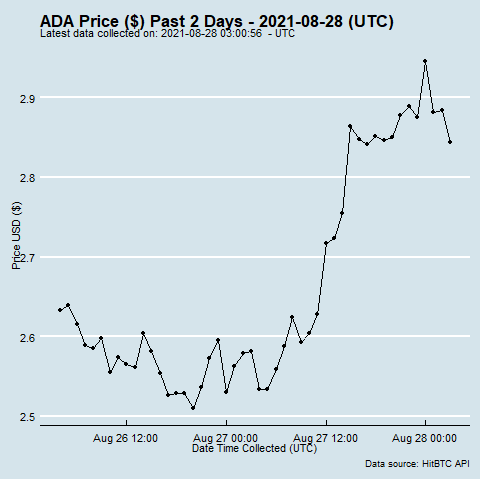 ADA Price ($) Past 2 Days - 2021-08-28 (UTC)
Latest data collected on: 2021-08-28 03:00:56 - UTC
Price USD ($)
2.9
2.8
2.7
2.6
2.5
Aug 26 12:00 Aug 27 00:00 Aug 27 12:00 Aug 28 00:00
Date Time Collected (UTC)
Data source: HitBTC API